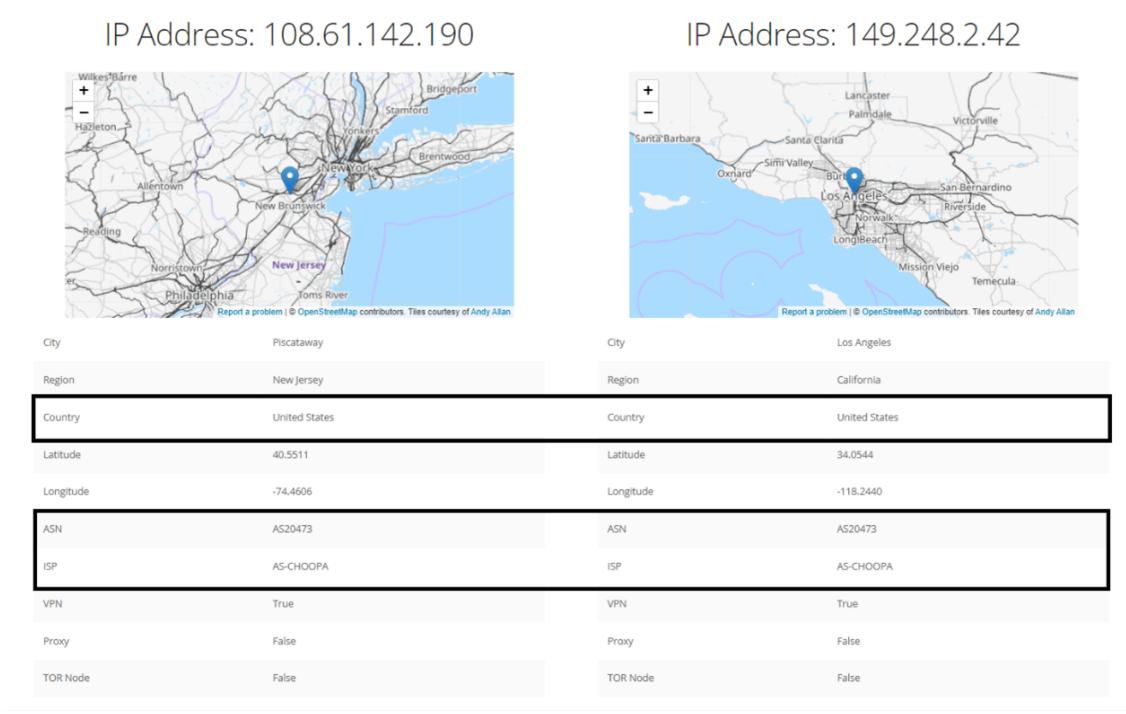 IP Address: 108.61.142.190
Wilkes-Barre
+
−
Hazleton
Bridgeport
Stamford
Yonkers
New York
Brentwood
Allentown
New Brunswick
Reading
Norristown
New Jersey
Philadelphia
Toms River
Report a problem | © OpenStreetMap contributors. Tiles courtesy of Andy Allan
City Piscataway
Region New Jersey
Country United States
Latitude 40.5511
Longitude -74.4606
ASN AS20473
ISP AS-CHOOPA
VPN True
Proxy False
TOR Node False
IP Address: 149.248.2.42
+
−
Lancaster
Palmdale
Victorville
Santa Barbara
Santa Clarita
Simi Valley
Oxnard
Los Angeles
San Bernardino
Riverside
Norwalk
Long Beach
Mission Viejo
Temecula
Report a problem | © OpenStreetMap contributors. Tiles courtesy of Andy Allan
City Los Angeles
Region California
Country United States
Latitude 34.0544
Longitude -118.2440
ASN AS20473
ISP AS-CHOOPA
VPN True
Proxy False
TOR Node False